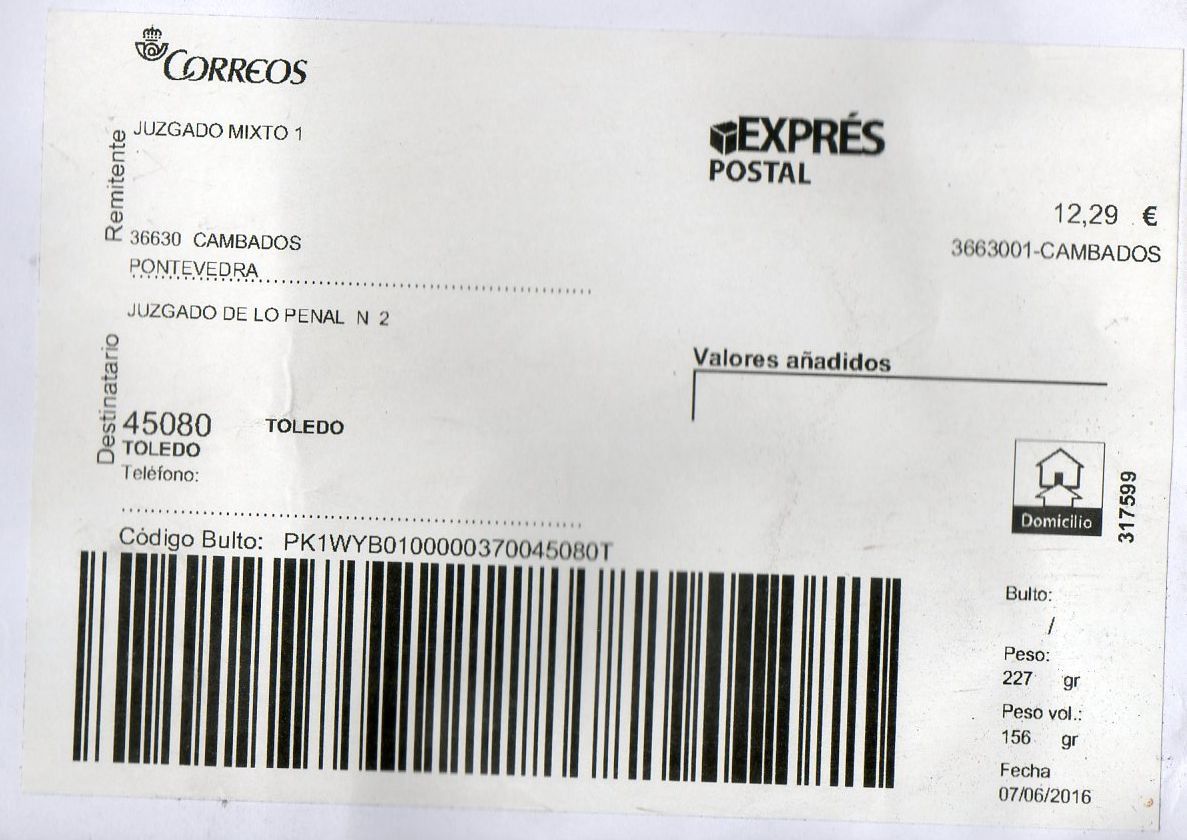 CORREOS
Remitente
JUZGADO MIXTO 1
36630 CAMBADOS
PONTEVEDRA
EXPRÉS
POSTAL
12,29 €
3663001-CAMBADOS
Destinatario
JUZGADO DE LO PENAL N 2
45080 TOLEDO
TOLEDO
Teléfono:
Valores añadidos
Domicilio
317599
Código Bulto: PK1WYB0100000370045080T
Bulto:
/
Peso:
227 gr
Peso vol.:
156 gr
Fecha
07/06/2016